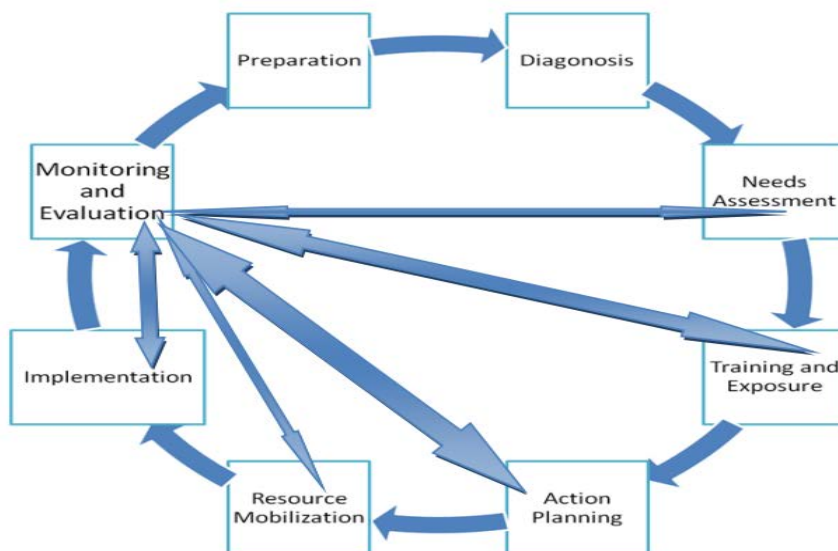 Preparation
Diagonosis
Needs
Assessment
Training and
Exposure
Action
Planning
Resource
Mobilization
Implementation
Monitoring
and
Evaluation